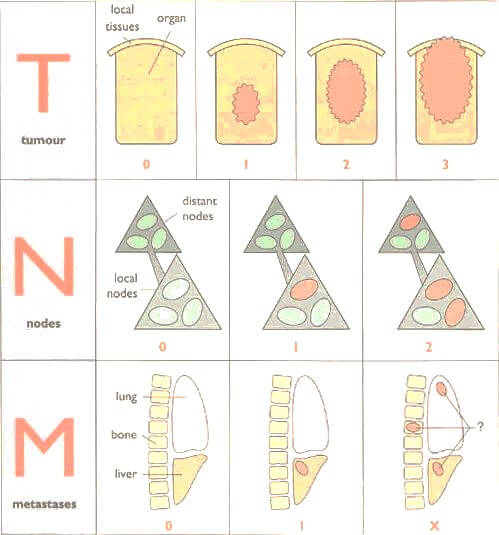 local
tissues
organ
T
tumour
0
1
2
3
distant
nodes
local
nodes
N
nodes
0
1
2
lung
bone
liver
?
M
metastases
0
1
X